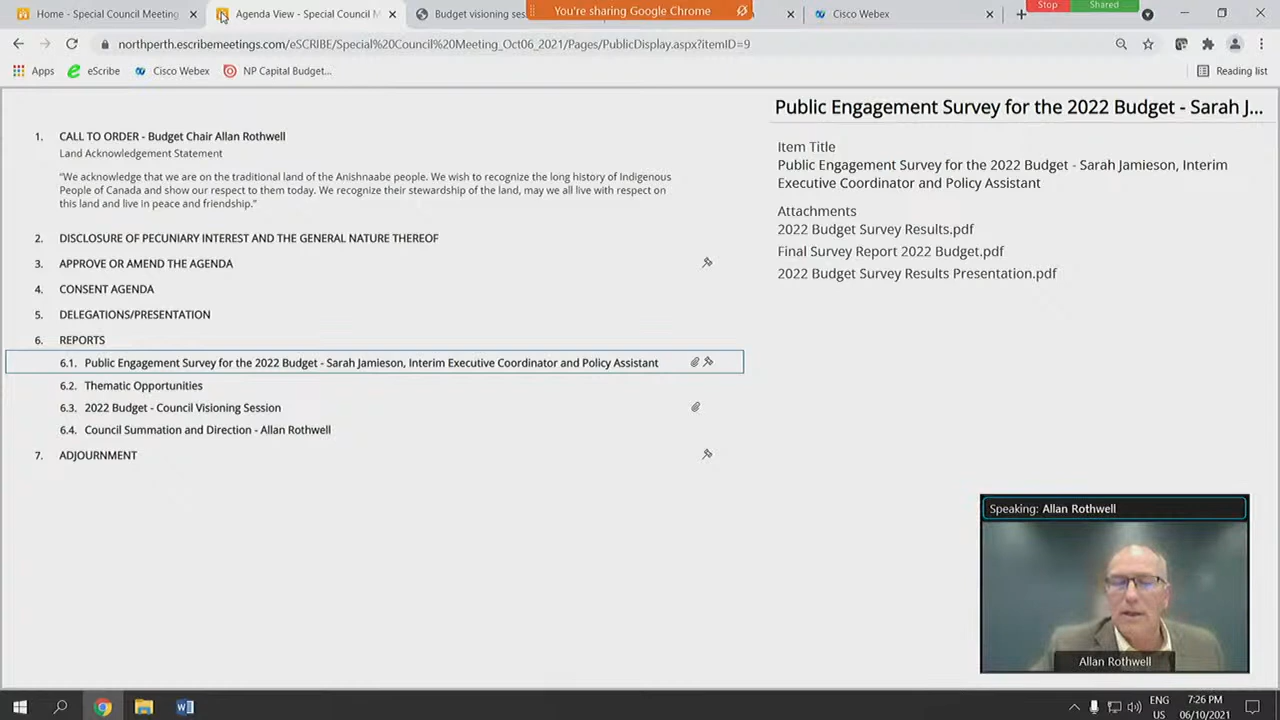 Home - Special Council Meeting
Agenda View - Special Council M
Budget visioning ses
You're sharing Google Chrome
Cisco Webex
Stop
Shared
northperth.escribemeetings.com/eSCRIBE/Special%20Council%20Meeting_Oct06_2021/Pages/PublicDisplay.aspx?itemID=9
Apps
eScribe
Cisco Webex
NP Capital Budget...
Reading list
1. CALL TO ORDER - Budget Chair Allan Rothwell
Land Acknowledgement Statement
“We acknowledge that we are on the traditional land of the Anishnaabe people. We wish to recognize the long history of Indigenous
People of Canada and show our respect to them today. We recognize their stewardship of the land, may we all live with respect on
this land and live in peace and friendship.”
2. DISCLOSURE OF PECUNIARY INTEREST AND THE GENERAL NATURE THEREOF
3. APPROVE OR AMEND THE AGENDA
4. CONSENT AGENDA
5. DELEGATIONS/PRESENTATION
6. REPORTS
6.1. Public Engagement Survey for the 2022 Budget - Sarah Jamieson, Interim Executive Coordinator and Policy Assistant
6.2. Thematic Opportunities
6.3. 2022 Budget - Council Visioning Session
6.4. Council Summation and Direction - Allan Rothwell
7. ADJOURNMENT
Public Engagement Survey for the 2022 Budget - Sarah J...
Item Title
Public Engagement Survey for the 2022 Budget - Sarah Jamieson, Interim
Executive Coordinator and Policy Assistant
Attachments
2022 Budget Survey Results.pdf
Final Survey Report 2022 Budget.pdf
2022 Budget Survey Results Presentation.pdf
Speaking: Allan Rothwell
Allan Rothwell
ENG
US
7:26 PM
06/10/2021